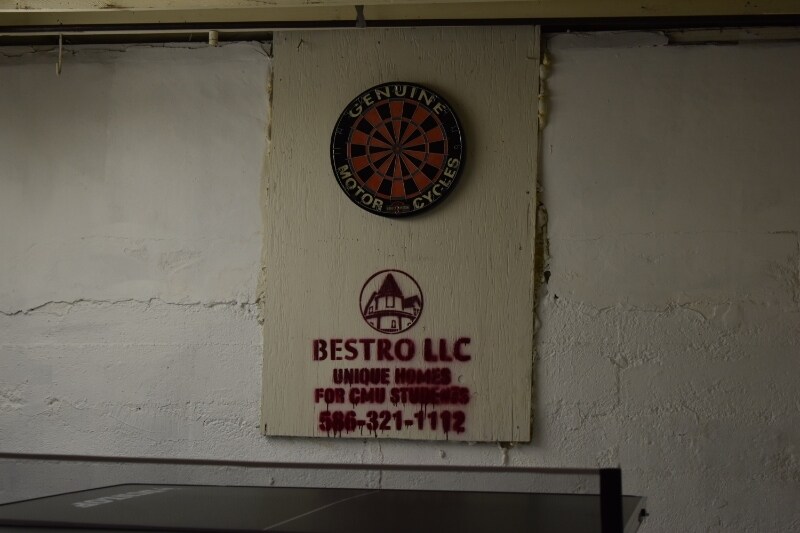 GENUINE
MOTOR CYCLES
BESTRO LLC
UNIQUE HOMES
FOR CMU STUDENTS
586-321-1112